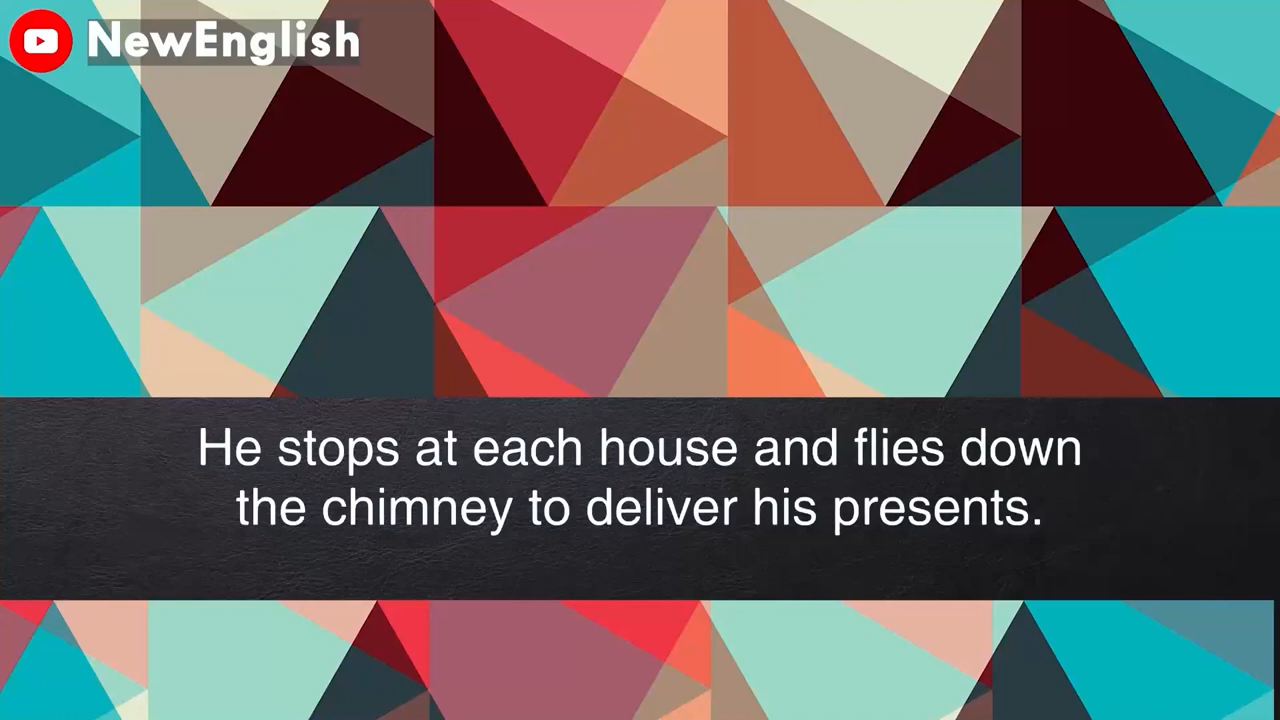 NewEnglish
He stops at each house and flies down
the chimney to deliver his presents.